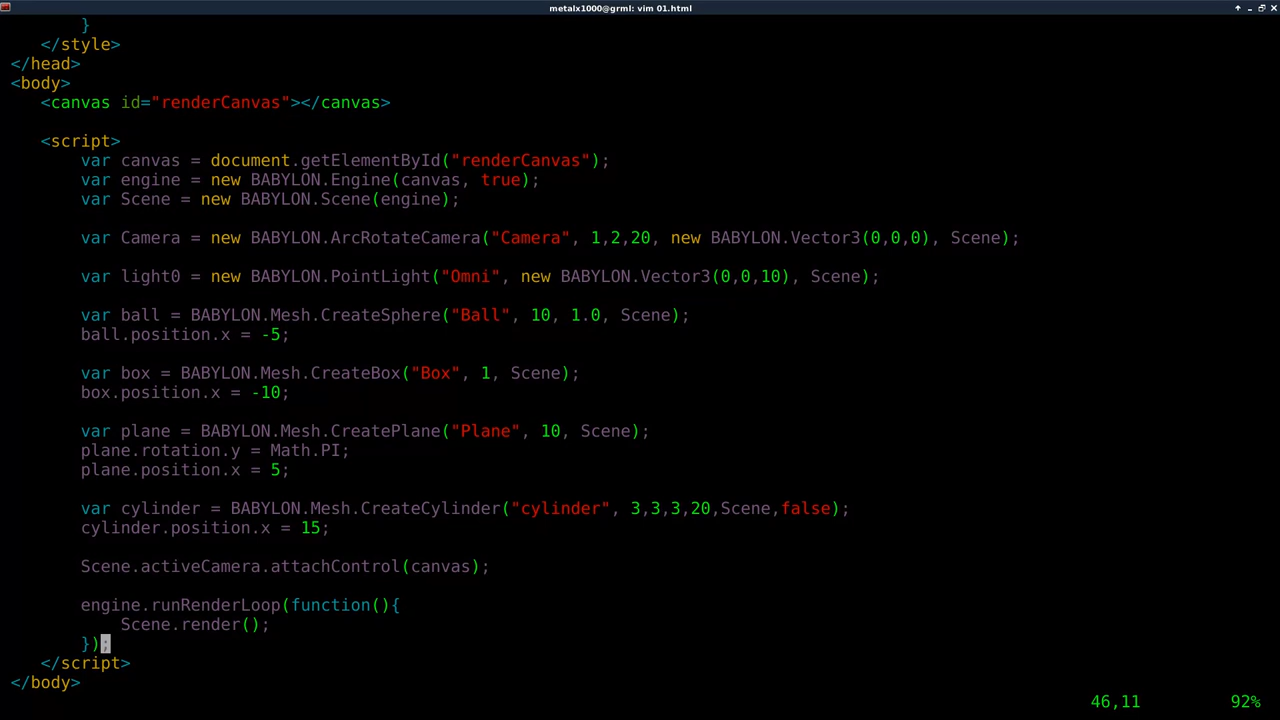 metalx1000@grml: vim 01.html
}
</style>
</head>
<body>
<canvas id="renderCanvas"></canvas>
<script>
var canvas = document.getElementById("renderCanvas");
var engine = new BABYLON.Engine(canvas, true);
var Scene = new BABYLON.Scene(engine);
var Camera = new BABYLON.ArcRotateCamera("Camera", 1,2,20, new BABYLON.Vector3(0,0,0), Scene);
var light0 = new BABYLON.PointLight("Omni", new BABYLON.Vector3(0,0,10), Scene);
var ball = BABYLON.Mesh.CreateSphere("Ball", 10, 1.0, Scene);
ball.position.x = -5;
var box = BABYLON.Mesh.CreateBox("Box", 1, Scene);
box.position.x = -10;
var plane = BABYLON.Mesh.CreatePlane("Plane", 10, Scene);
plane.rotation.y = Math.PI;
plane.position.x = 5;
var cylinder = BABYLON.Mesh.CreateCylinder("cylinder", 3,3,3,20,Scene,false);
cylinder.position.x = 15;
Scene.activeCamera.attachControl(canvas);
engine.runRenderLoop(function(){
Scene.render();
});
</script>
</body>
46,11 92%